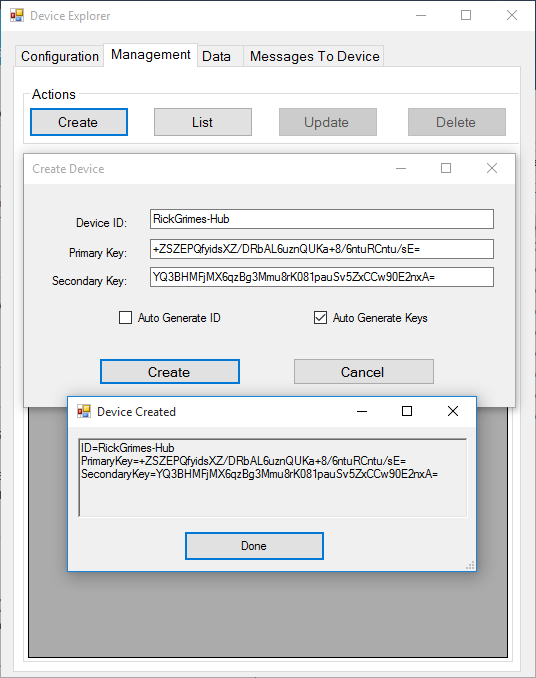 Device Explorer
Configuration Management Data Messages To Device
Actions
Create List Update Delete
Create Device
Device ID: RickGrimes-Hub
Primary Key: +ZSZEPQfyidsXZ/DRbAL6uznQUKa+8/6ntuRCntu/sE=
Secondary Key: YQ3BHMFjMX6qzBg3Mmu8rK081pauSv5ZxCCw90E2nxA=
Auto Generate ID Auto Generate Keys
Create Cancel
Device Created
ID=RickGrimes-Hub
PrimaryKey=+ZSZEPQfyidsXZ/DRbAL6uznQUKa+8/6ntuRCntu/sE=
SecondaryKey=YQ3BHMFjMX6qzBg3Mmu8rK081pauSv5ZxCCw90E2nxA=
Done